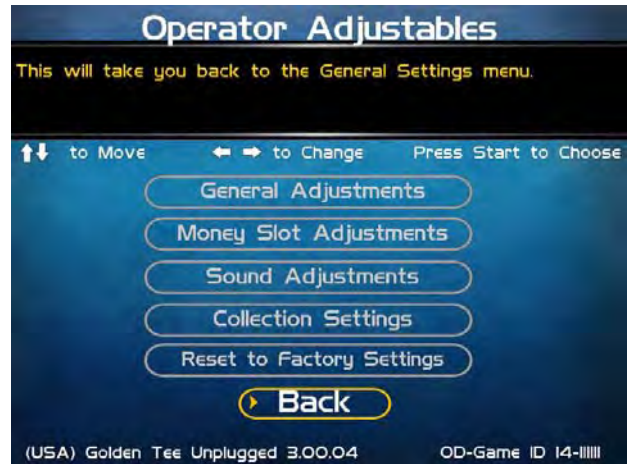 Operator Adjustables
This will take you back to the General Settings menu.
↑↓ to Move ← → to Change Press Start to Choose
General Adjustments
Money Slot Adjustments
Sound Adjustments
Collection Settings
Reset to Factory Settings
Back
(USA) Golden Tee Unplugged 3.00.04 OD-Game ID 14-111111